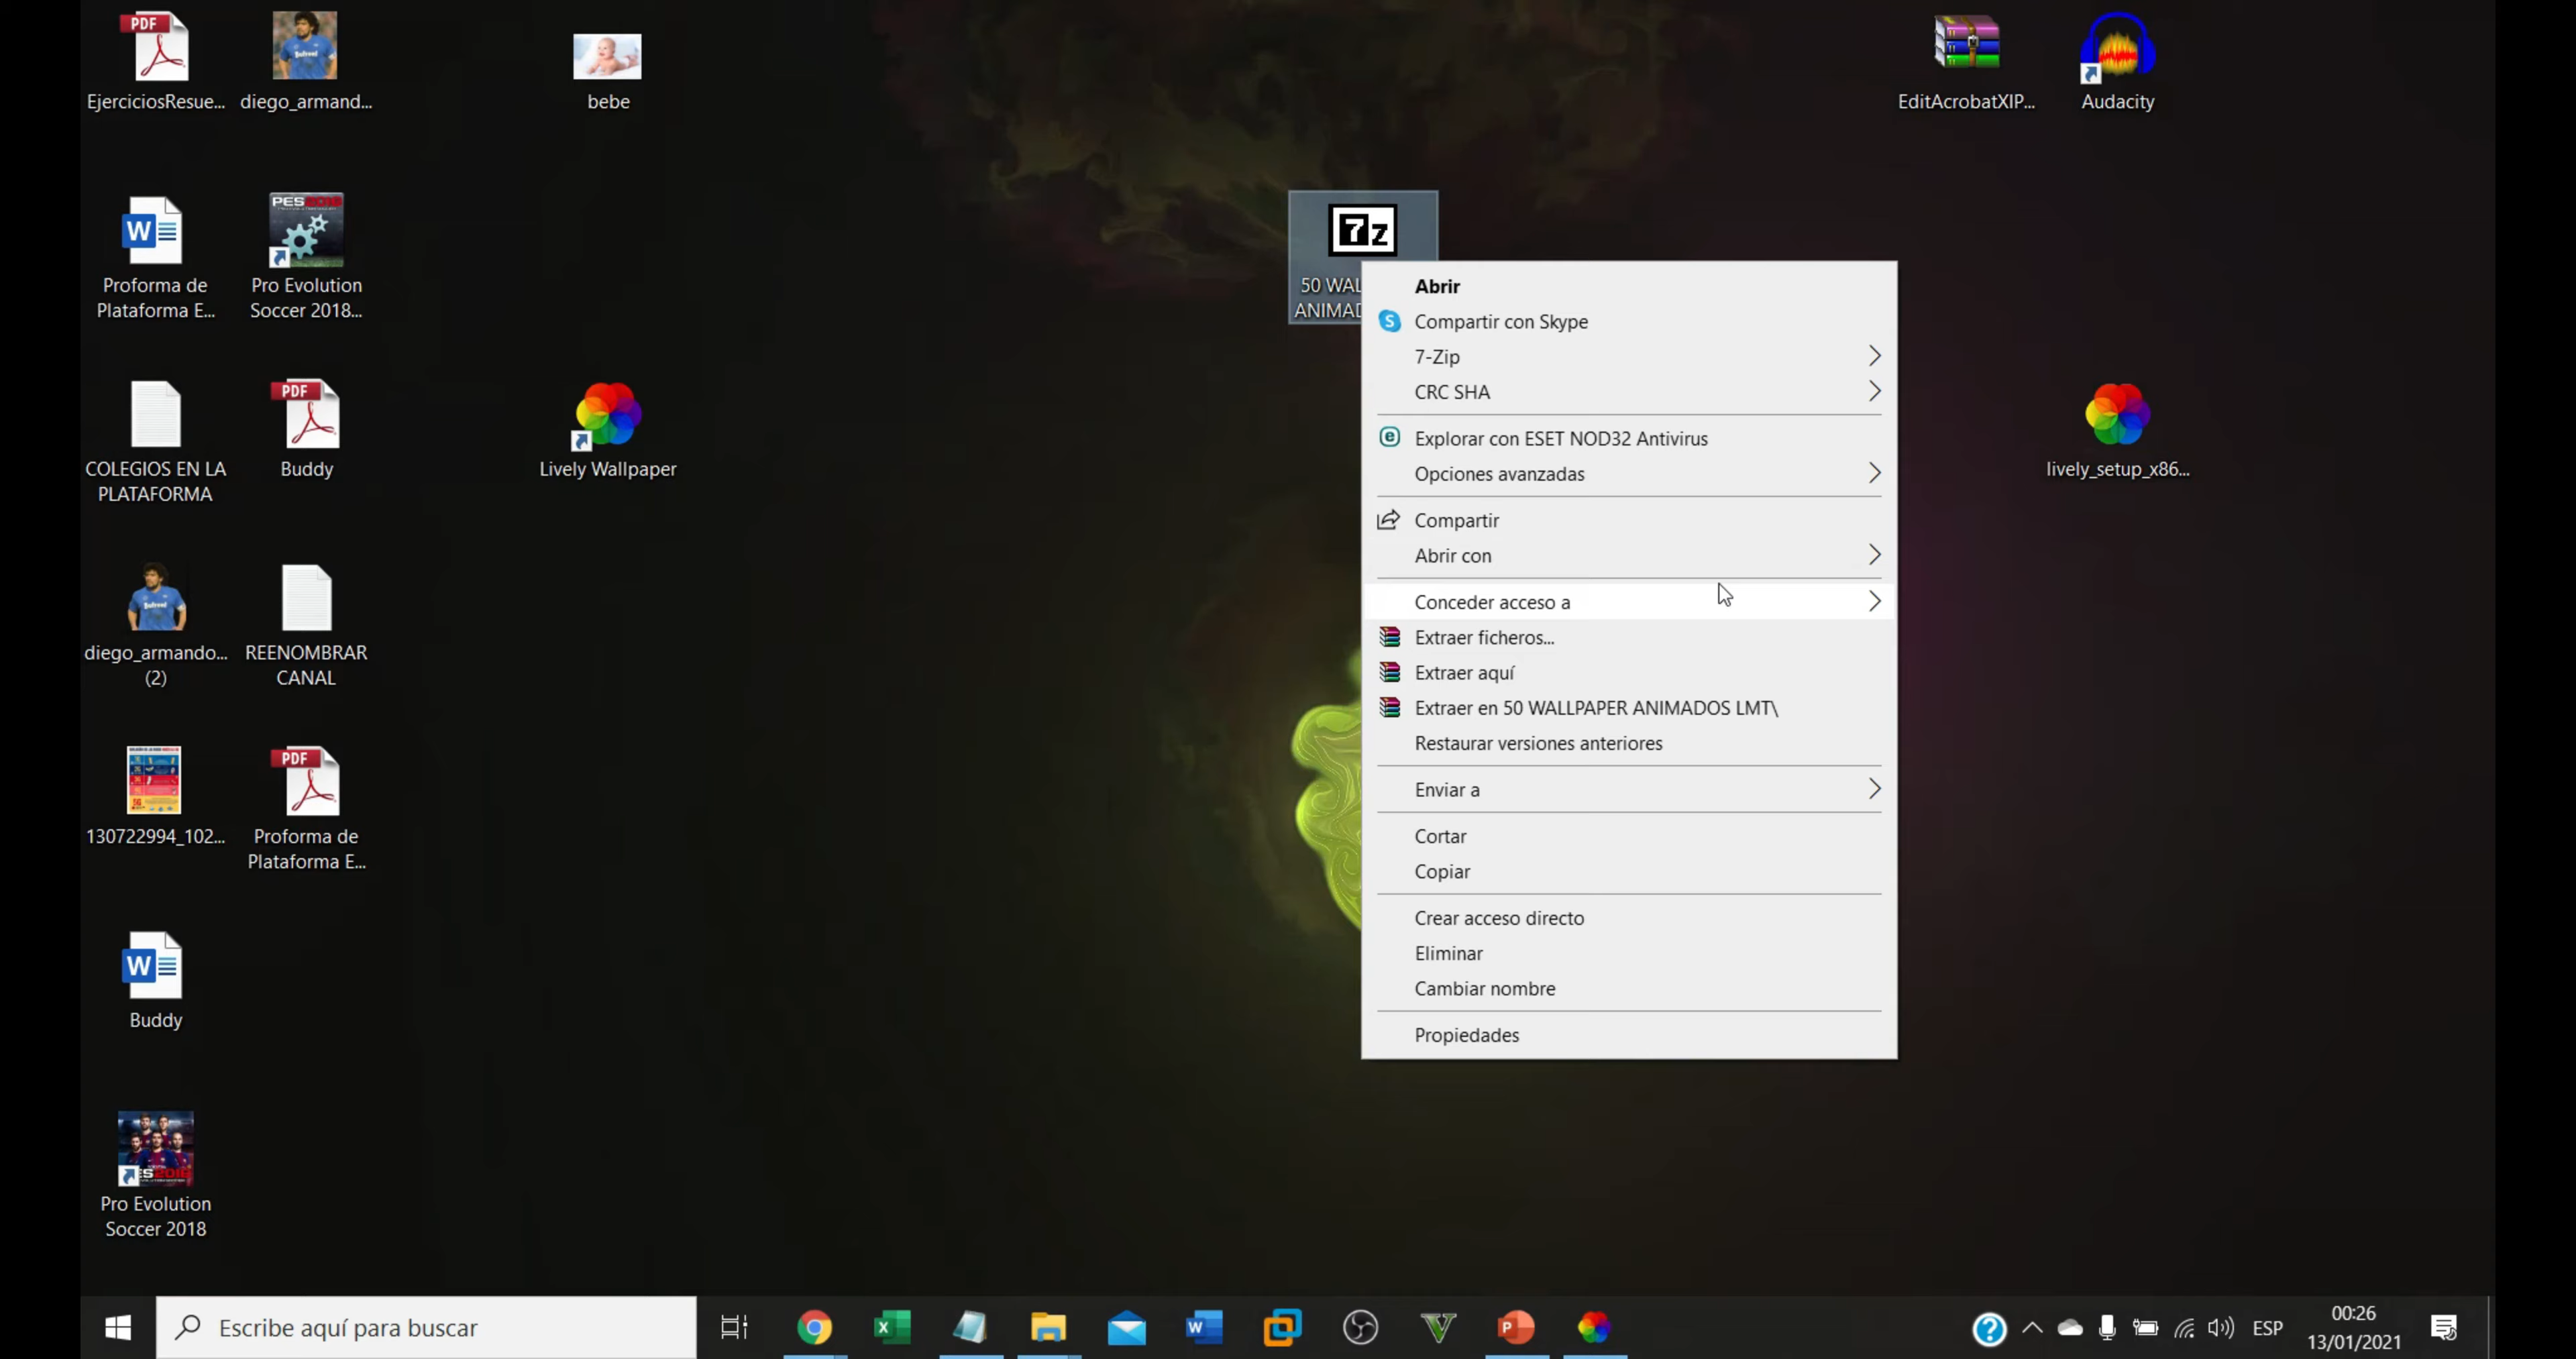 EjerciciosResue...
diego_armand...
bebe
EditAcrobatXIP...
Audacity
Proforma de
Plataforma E...
Pro Evolution
Soccer 2018...
50 WAL
ANIMAD
COLEGIOS EN LA
PLATAFORMA
Buddy
Lively Wallpaper
lively_setup_x86...
diego_armando...
(2)
REENOMBRAR
CANAL
130722994_102...
Proforma de
Plataforma E...
Buddy
Pro Evolution
Soccer 2018
Abrir
Compartir con Skype
7-Zip
CRC SHA
Explorar con ESET NOD32 Antivirus
Opciones avanzadas
Compartir
Abrir con
Conceder acceso a
Extraer ficheros...
Extraer aquí
Extraer en 50 WALLPAPER ANIMADOS LMT\
Restaurar versiones anteriores
Enviar a
Cortar
Copiar
Crear acceso directo
Eliminar
Cambiar nombre
Propiedades
Escribe aquí para buscar
ESP
00:26
13/01/2021